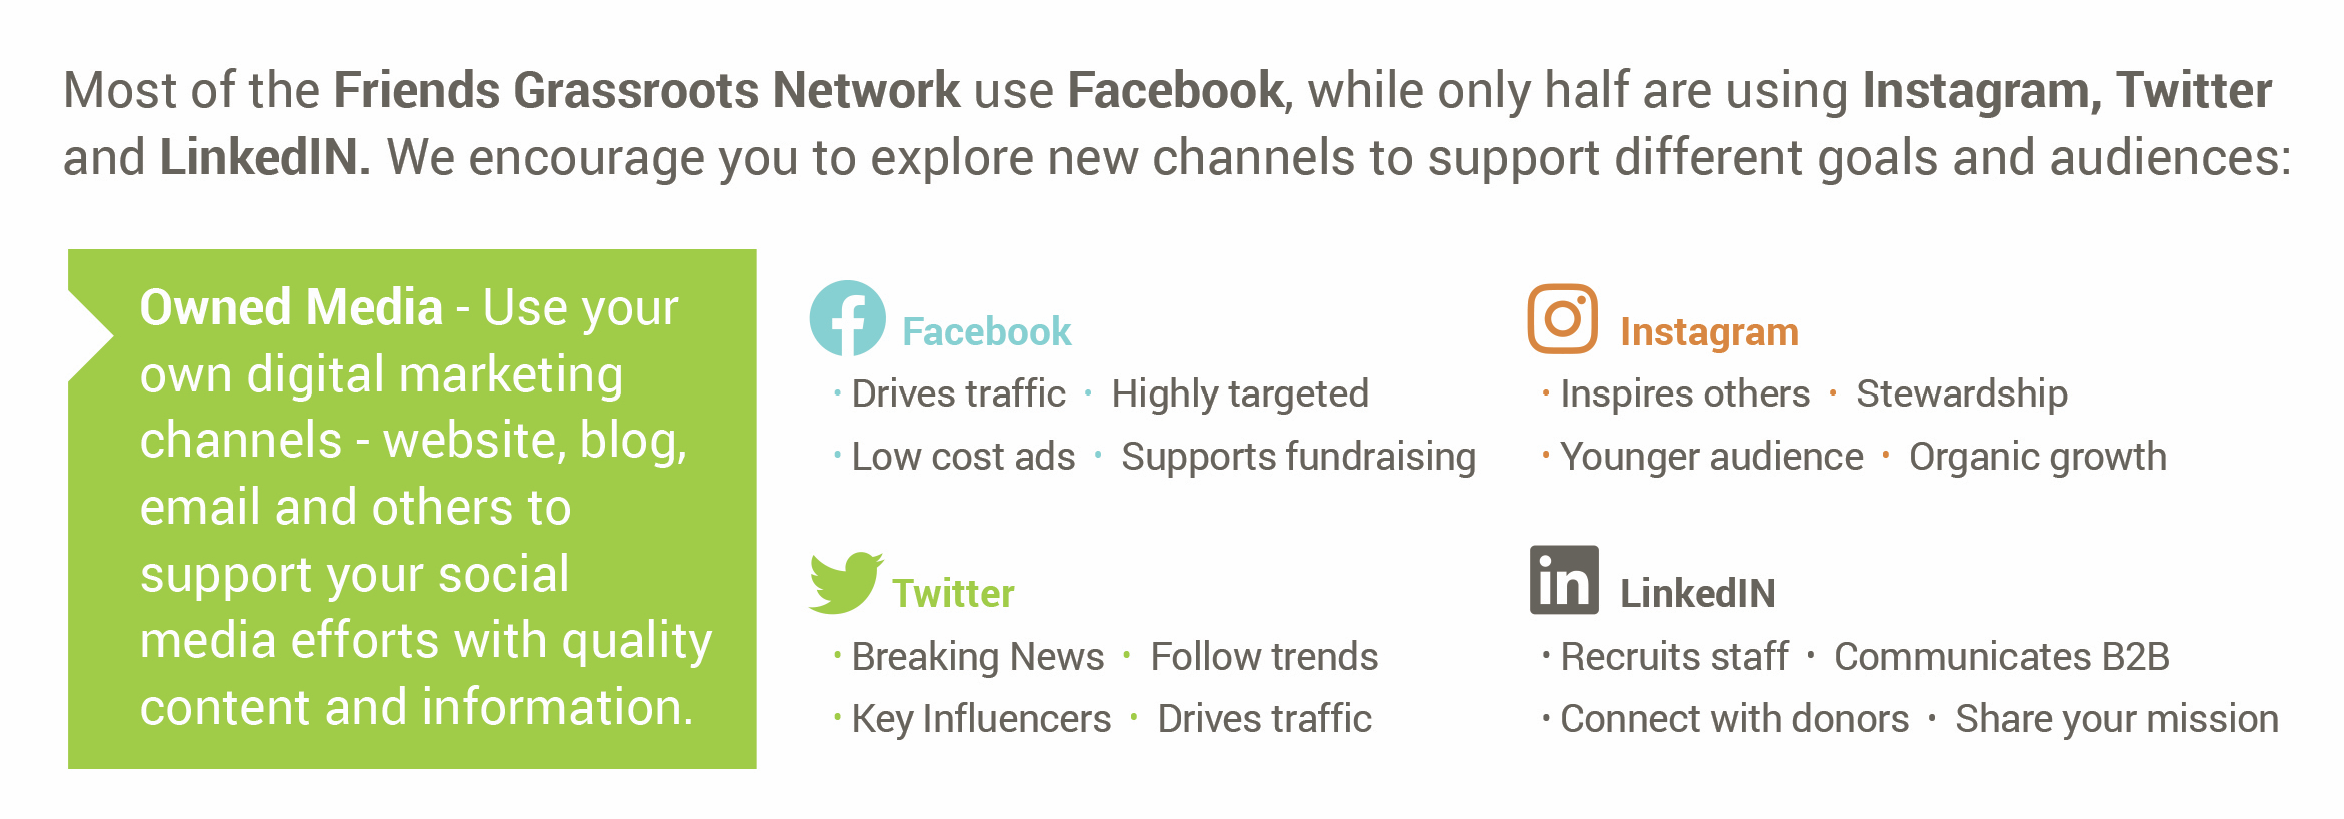 Most of the Friends Grassroots Network use Facebook, while only half are using Instagram, Twitter
and LinkedIN. We encourage you to explore new channels to support different goals and audiences:
Owned Media - Use your
own digital marketing
channels - website, blog,
email and others to
support your social
media efforts with quality
content and information.
Facebook
· Drives traffic · Highly targeted
· Low cost ads · Supports fundraising
Instagram
· Inspires others · Stewardship
· Younger audience · Organic growth
Twitter
· Breaking News · Follow trends
· Key Influencers · Drives traffic
in LinkedIN
· Recruits staff · Communicates B2B
· Connect with donors · Share your mission